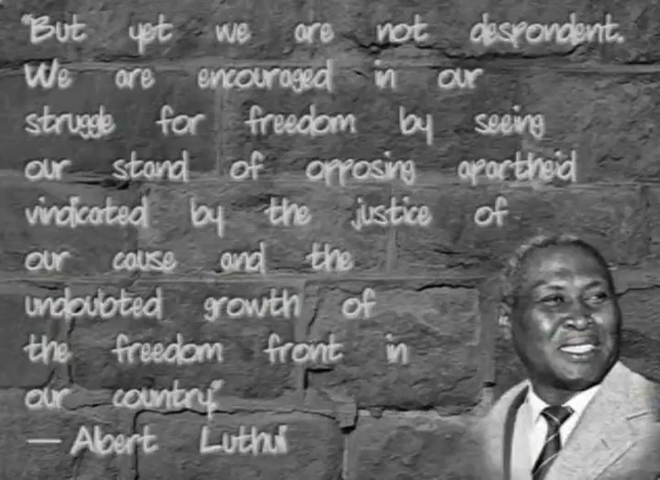 "But yet we are not despondent.
We are encouraged in our
struggle for freedom by seeing
our stand of opposing apartheid
vindicated by the justice of
our cause and the
undoubted growth of
the freedom front in
our country"
— Albert Luthui